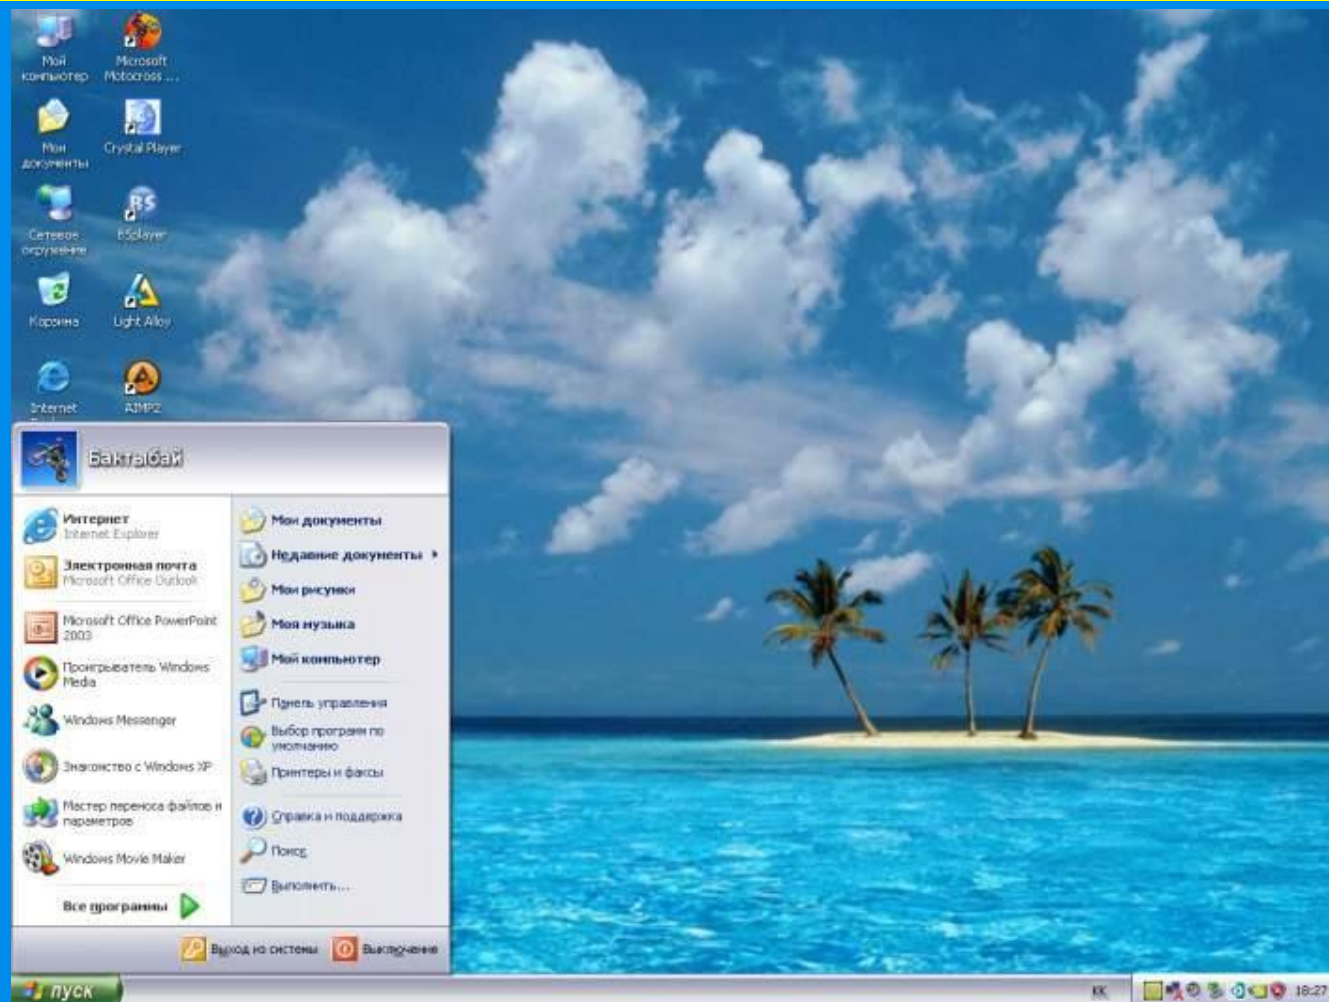 Мой
компьютер
Microsoft
Motocross ...
Мои
документы
Crystal Player
Сетевое
окружение
BSplayer
Корзина
Light Alloy
Internet
AIMP2
Бактыбай
Интернет
Internet Explorer
Электронная почта
Microsoft Office Outlook
Microsoft Office PowerPoint
2003
Проигрыватель Windows
Media
Windows Messenger
Знакомство с Windows XP
Мастер переноса файлов и
параметров
Windows Movie Maker
Все программы
Мои документы
Недавние документы
Мои рисунки
Моя музыка
Мой компьютер
Панель управления
Выбор программ по
умолчанию
Принтеры и факсы
Справка и поддержка
Поиск
Выполнить...
Выход из системы
Выключение
пуск
KK
18:27